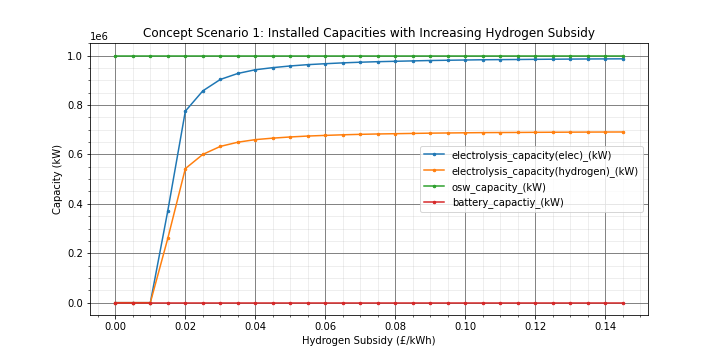 Concept Scenario 1: Installed Capacities with Increasing Hydrogen Subsidy
1e6
1.0
0.8
0.6
0.4
0.2
0.0
Capacity (kW)
electrolysis_capacity(elec)_(kW)
electrolysis_capacity(hydrogen)_(kW)
osw_capacity_(kW)
battery_capactiy_(kW)
0.00 0.02 0.04 0.06 0.08 0.10 0.12 0.14
Hydrogen Subsidy (£/kWh)